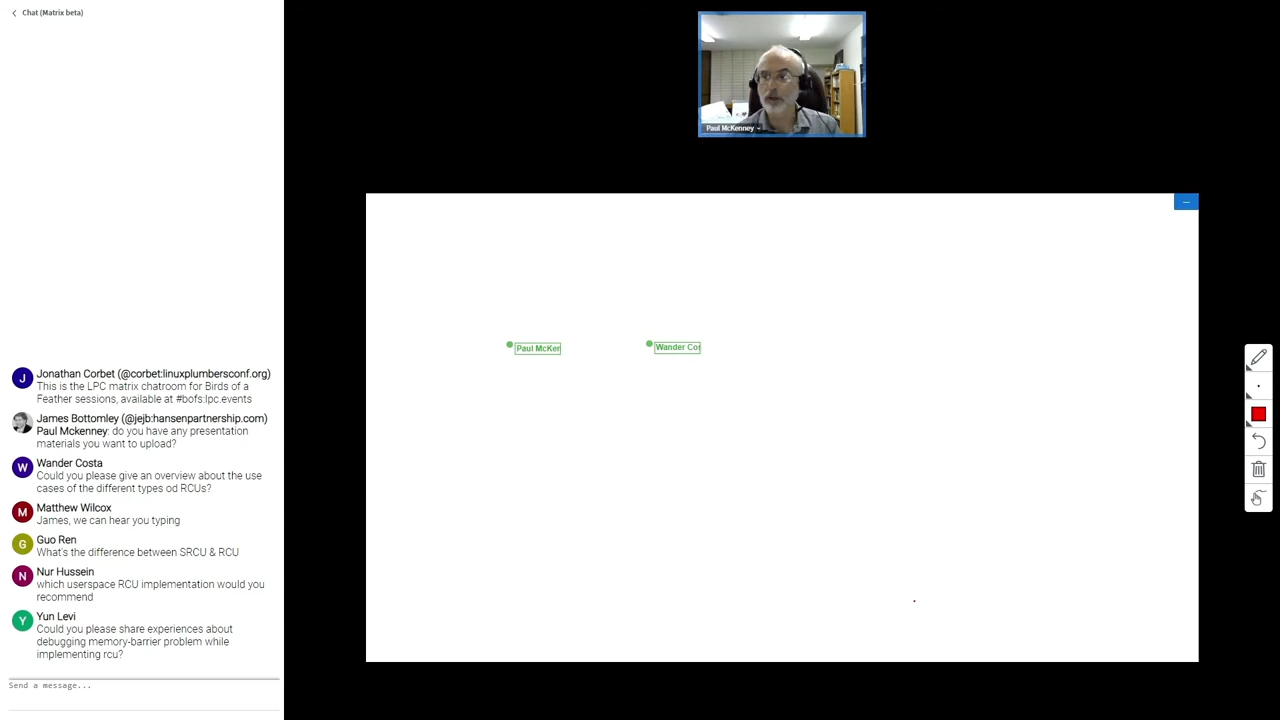 Chat (Matrix beta)
Jonathan Corbet (@corbet:linuxplumbersconf.org)
This is the LPC matrix chatroom for Birds of a
Feather sessions, available at #bofs:lpc.events
James Bottomley (@jejb:hansenpartnership.com)
Paul Mckenney: do you have any presentation
materials you want to upload?
Wander Costa
Could you please give an overview about the use
cases of the different types od RCUs?
Matthew Wilcox
James, we can hear you typing
Guo Ren
What's the difference between SRCU & RCU
Nur Hussein
which userspace RCU implementation would you
recommend
Yun Levi
Could you please share experiences about
debugging memory-barrier problem while
implementing rcu?
Send a message...
Paul McKenney
Paul McKer
Wander Cor
J
W
M
G
N
Y